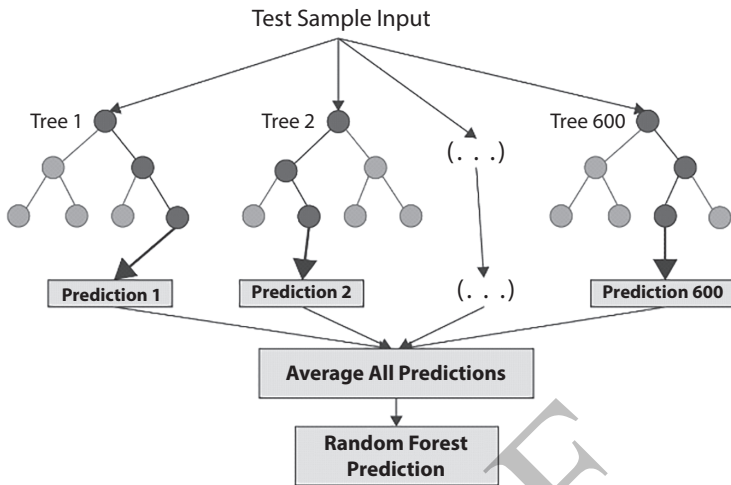 Test Sample Input
Tree 1
Tree 2
(. . .)
Tree 600
Prediction 1
Prediction 2
(. . .)
Prediction 600
Average All Predictions
Random Forest
Prediction